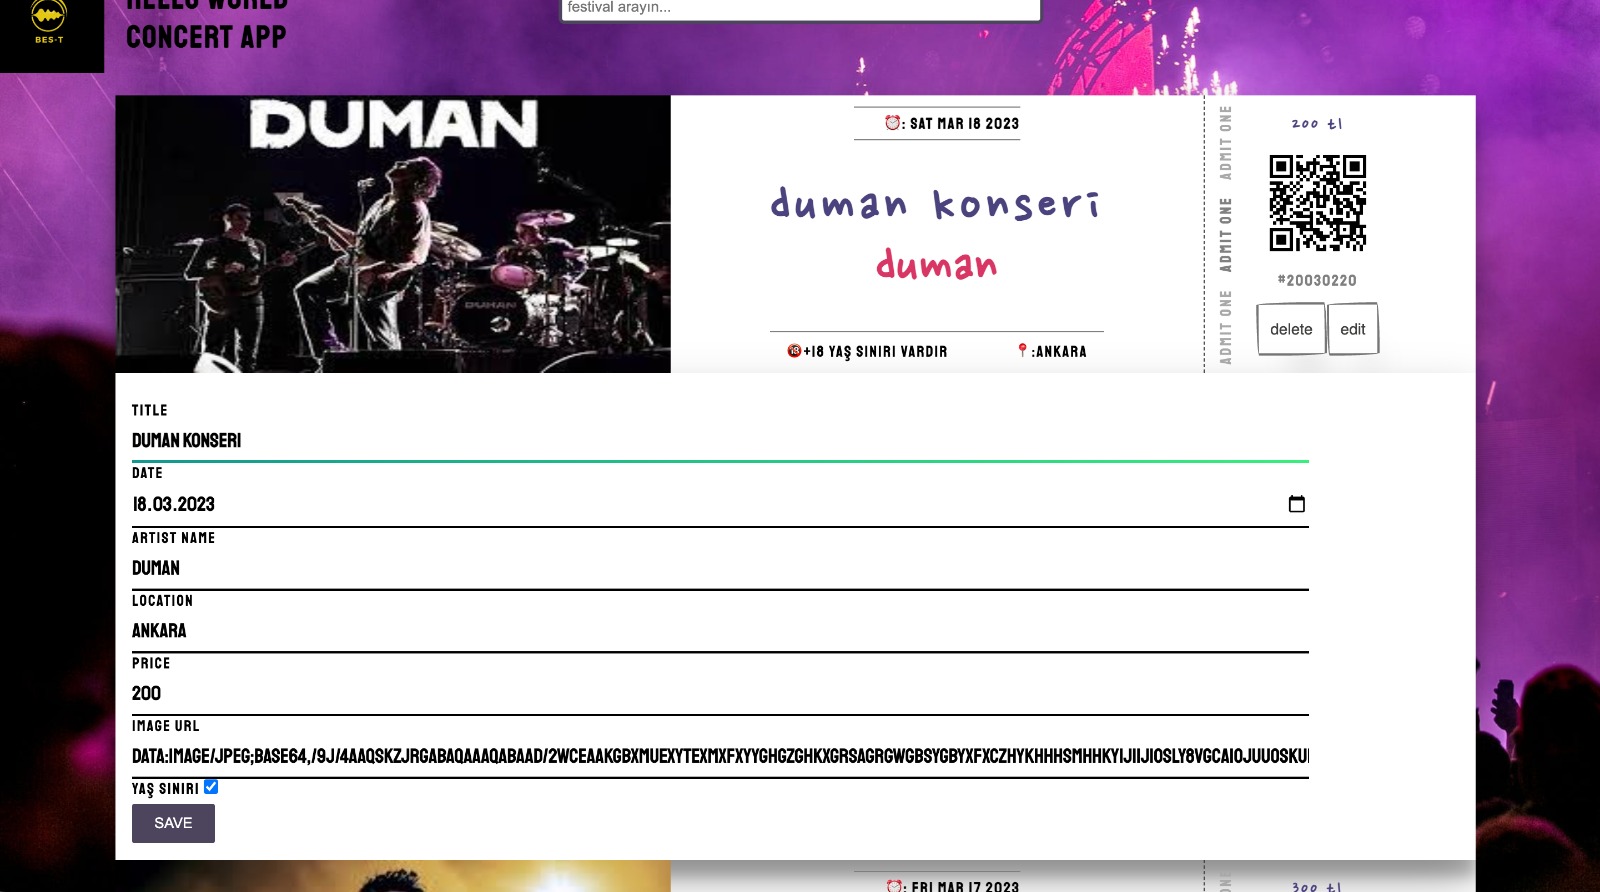 HELLO WORLD
CONCERT APP
BES-T
festival arayın...
DUMAN
DUMAN
⏰: SAT MAR 18 2023
duman konseri
duman
🔞+18 YAŞ SINIRI VARDIR
📍:ANKARA
ADMIT ONE
ADMIT ONE
ADMIT ONE
200 tl
#20030220
delete
edit
TITLE
DUMAN KONSERI
DATE
18.03.2023
ARTIST NAME
DUMAN
LOCATION
ANKARA
PRICE
200
IMAGE URL
DATA:IMAGE/JPEG;BASE64,/9J/4AAQSKZJRGABAQAAAQABAAD/2WCEAAKGBXMUEXYTEXMXFXYYGHGZGHKXGRSAGRGWGBSYGBYXFXCZHYKHHHSMHHKYIJIIJIOSLY8VGCAIOJUUOSKU
YAŞ SINIRI
SAVE
⏰: FRI MAR 17 2023
ONE
300 tl